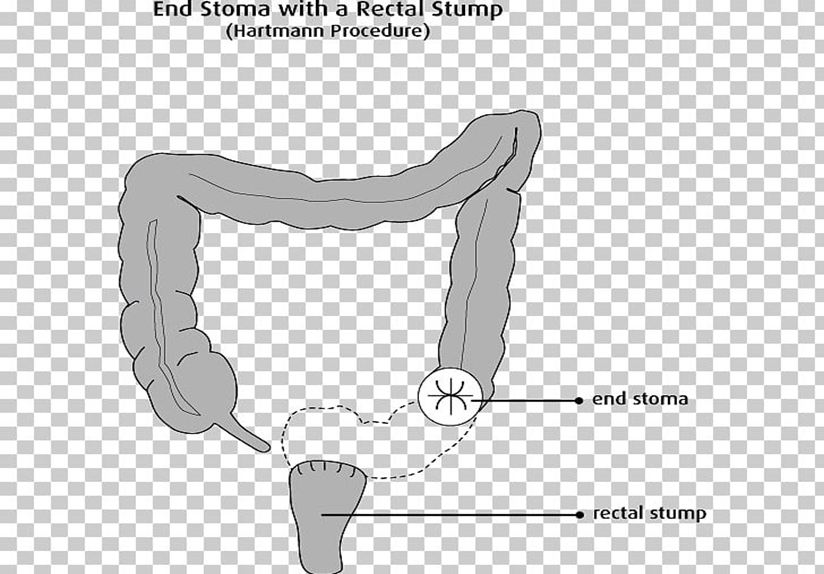 End Stoma with a Rectal Stump
(Hartmann Procedure)
end stoma
rectal stump